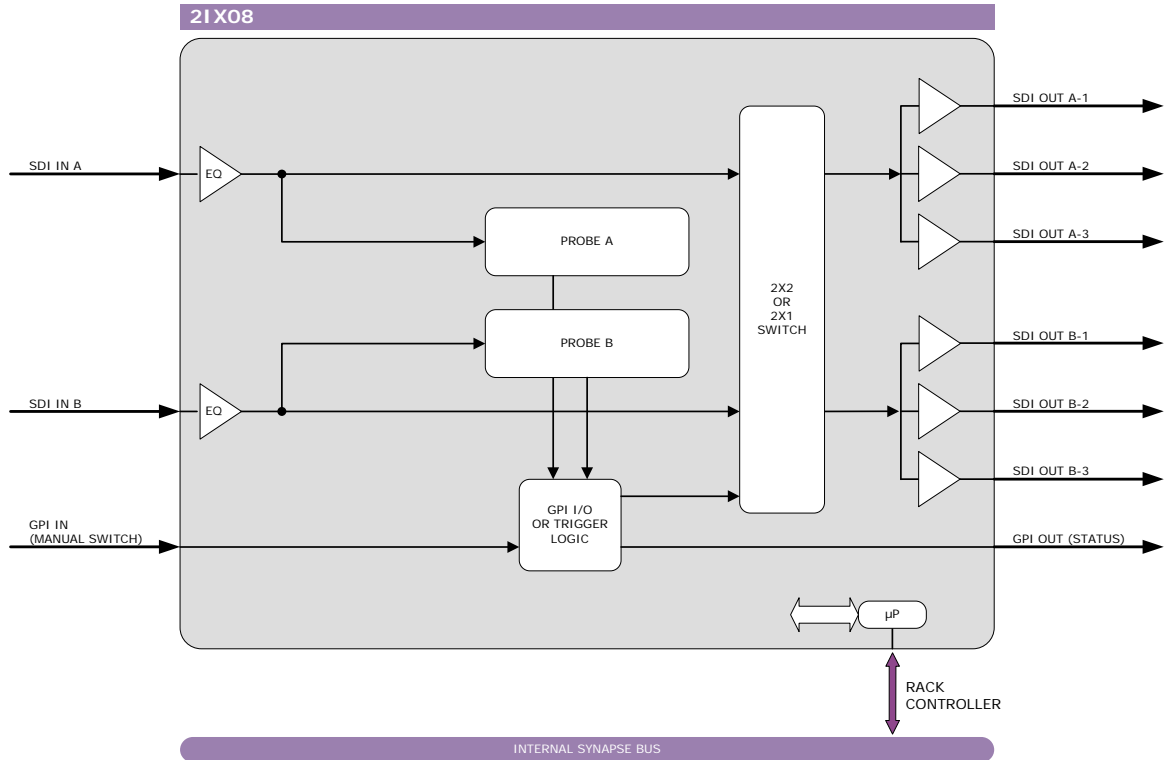 2IX08
SDI OUT A-1
SDI IN A
EQ
SDI OUT A-2
PROBE A
SDI OUT A-3
2X2
OR
2X1
SWITCH
PROBE B
SDI OUT B-1
SDI IN B
EQ
SDI OUT B-2
SDI OUT B-3
GPI I/O
OR TRIGGER
LOGIC
GPI IN
(MANUAL SWITCH)
GPI OUT (STATUS)
µP
RACK
CONTROLLER
INTERNAL SYNAPSE BUS